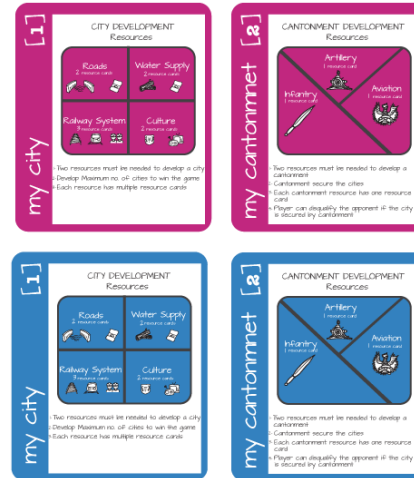 my city [1]
CITY DEVELOPMENT
Resources
Roads
2 resource cards
Water Supply
2 resource cards
Railway System
3 resource cards
Culture
2 resource cards
Two resources must be needed to develop a city
Develop Maximum no. of cities to win the game
Each resource has multiple resource cards
my cantonmnet [2]
CANTONMENT DEVELOPMENT
Resources
Artillery
1 resource card
Infantry
1 resource card
Aviation
1 resource card
Two resources must be needed to develop a
cantonment
Cantonment secure the cities
Each cantonment resource has one resource
card
Player can disqualify the opponent if the city
is secured by cantonment
my city [1]
CITY DEVELOPMENT
Resources
Roads
2 resource cards
Water Supply
2 resource cards
Railway System
3 resource cards
Culture
2 resource cards
Two resources must be needed to develop a city
Develop Maximum no. of cities to win the game
Each resource has multiple resource cards
my cantonmnet [2]
CANTONMENT DEVELOPMENT
Resources
Artillery
1 resource card
Infantry
1 resource card
Aviation
1 resource card
Two resources must be needed to develop a
cantonment
Cantonment secure the cities
Each cantonment resource has one resource
card
Player can disqualify the opponent if the city
is secured by cantonment